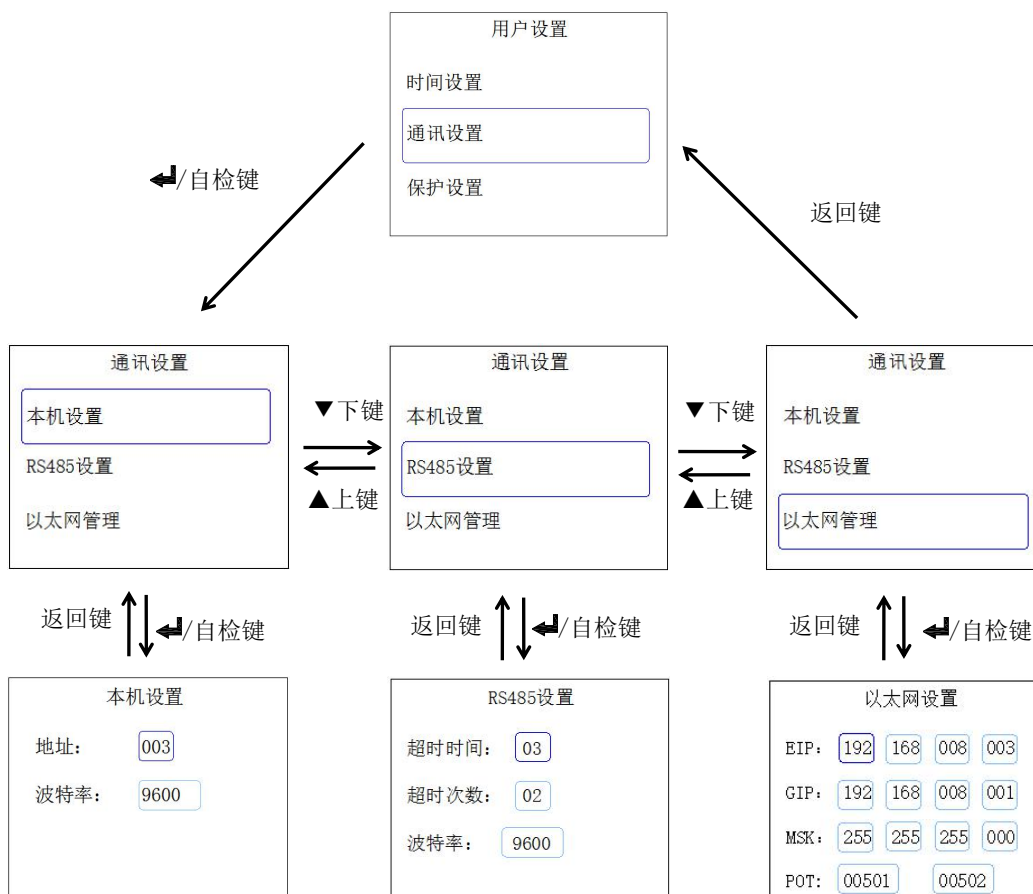 用户设置
时间设置
通讯设置
保护设置
/自检键
返回键
通讯设置
本机设置
RS485设置
以太网管理
▼下键
▲上键
通讯设置
本机设置
RS485设置
以太网管理
▼下键
▲上键
通讯设置
本机设置
RS485设置
以太网管理
返回键
/自检键
返回键
/自检键
返回键
/自检键
本机设置
地址: 003
波特率: 9600
RS485设置
超时时间: 03
超时次数: 02
波特率: 9600
以太网设置
EIP: 192 168 008 003
GIP: 192 168 008 001
MSK: 255 255 255 000
POT: 00501 00502